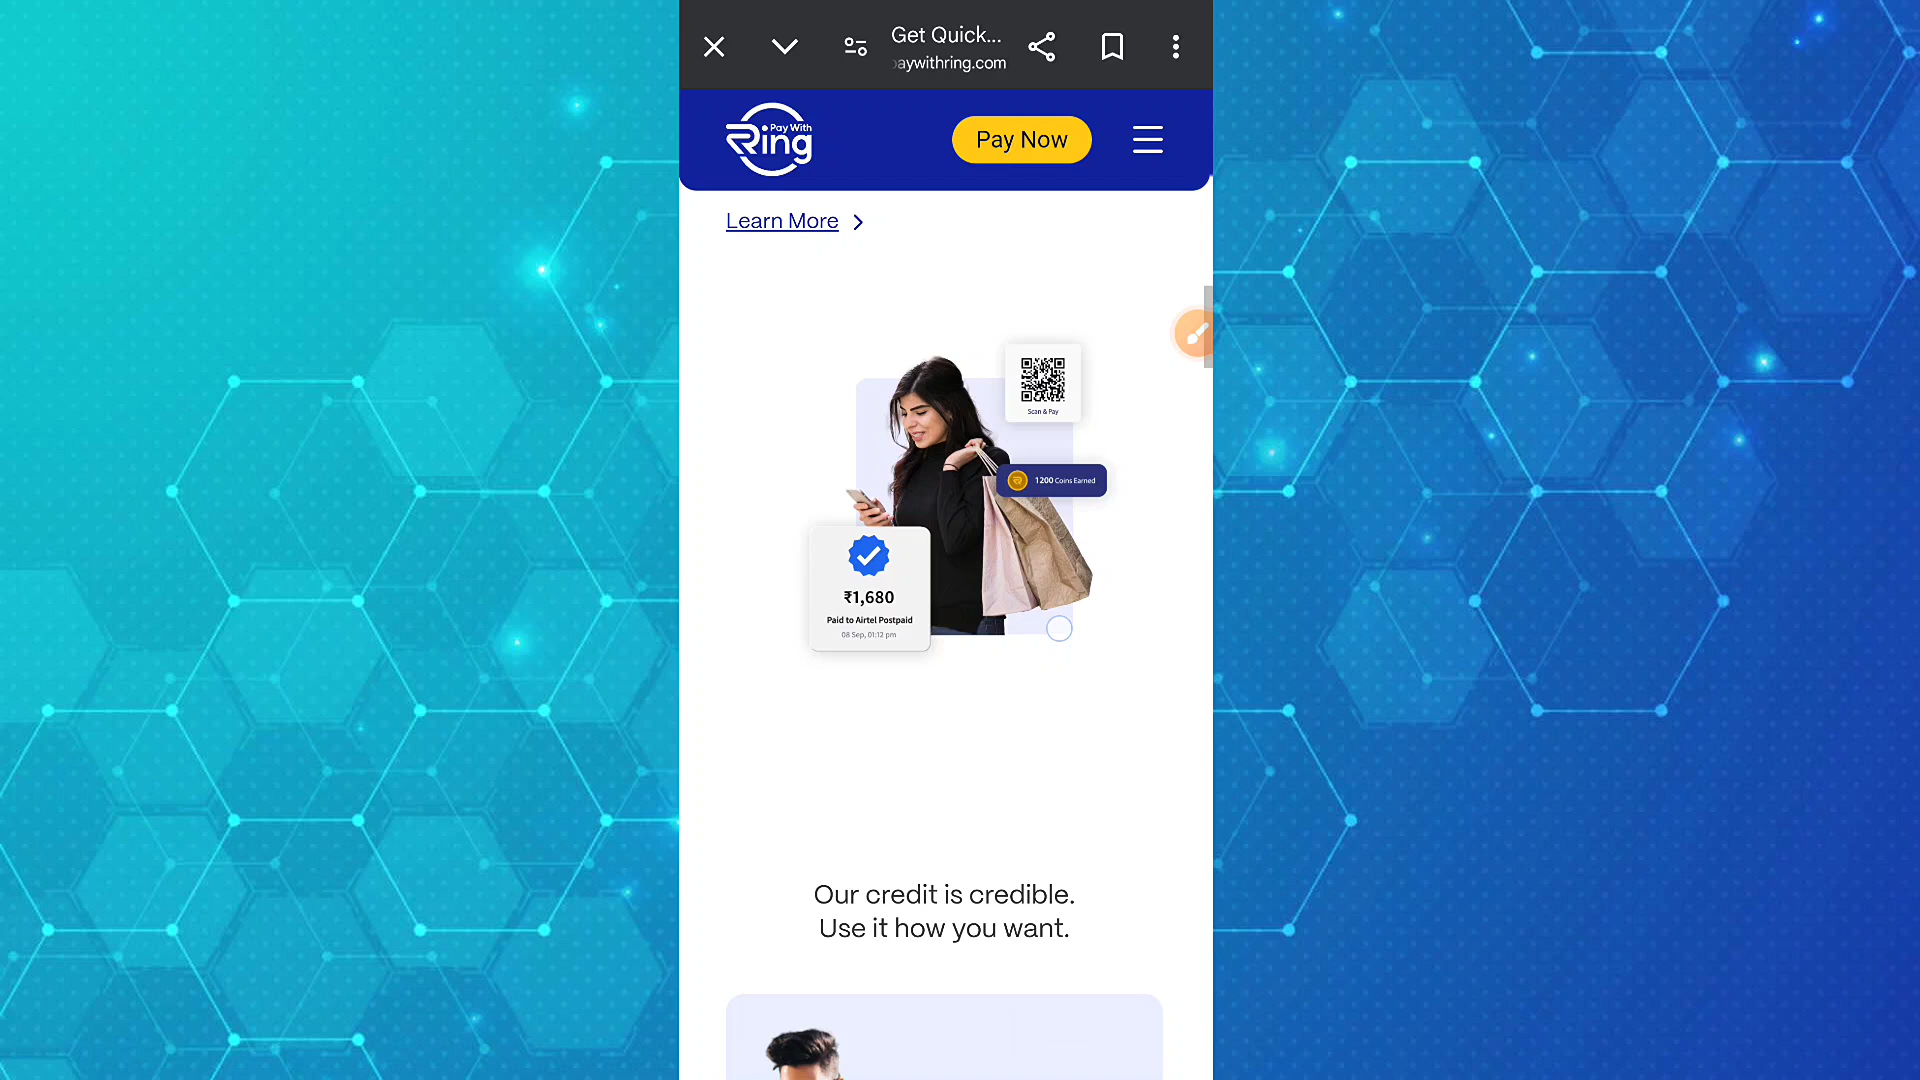 Get Quick...
aywithring.com
Pay With
Ring
Pay Now
Learn More
Scan & Pay
1200 Coins Earned
₹1,680
Paid to Airtel Postpaid
08 Sep, 01:12 pm
Our credit is credible.
Use it how you want.